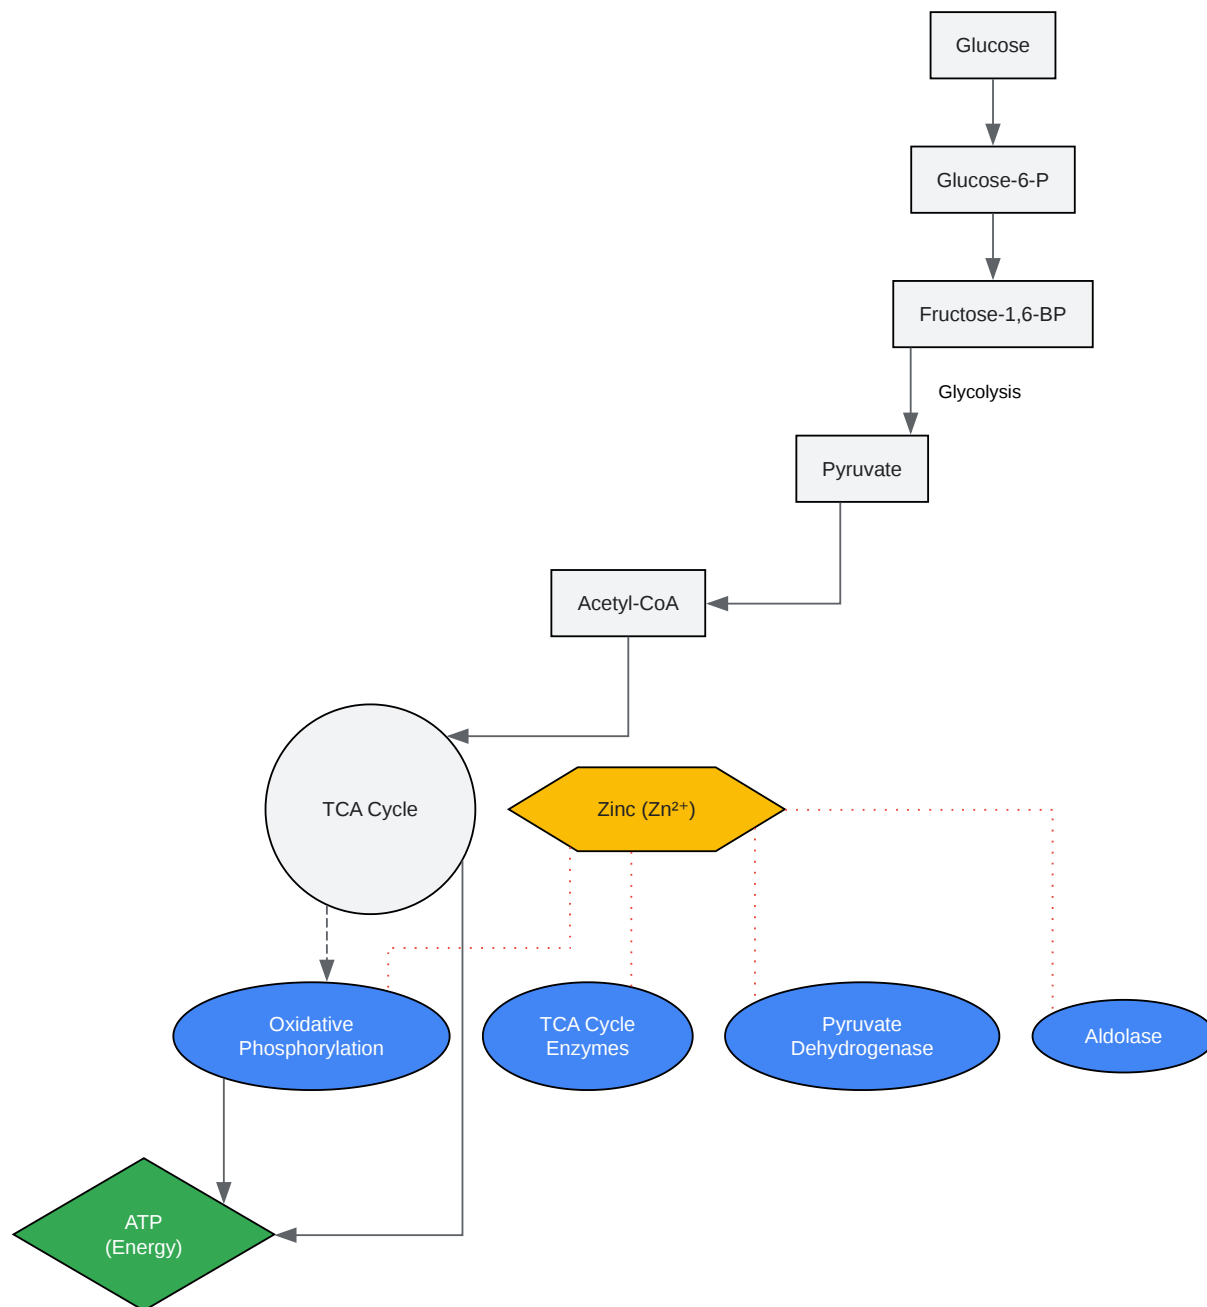 Glucose
Glucose-6-P
Fructose-1,6-BP
Glycolysis
Pyruvate
Acetyl-CoA
TCA Cycle
Zinc (Zn²⁺)
Oxidative
Phosphorylation
TCA Cycle
Enzymes
Pyruvate
Dehydrogenase
Aldolase
ATP
(Energy)